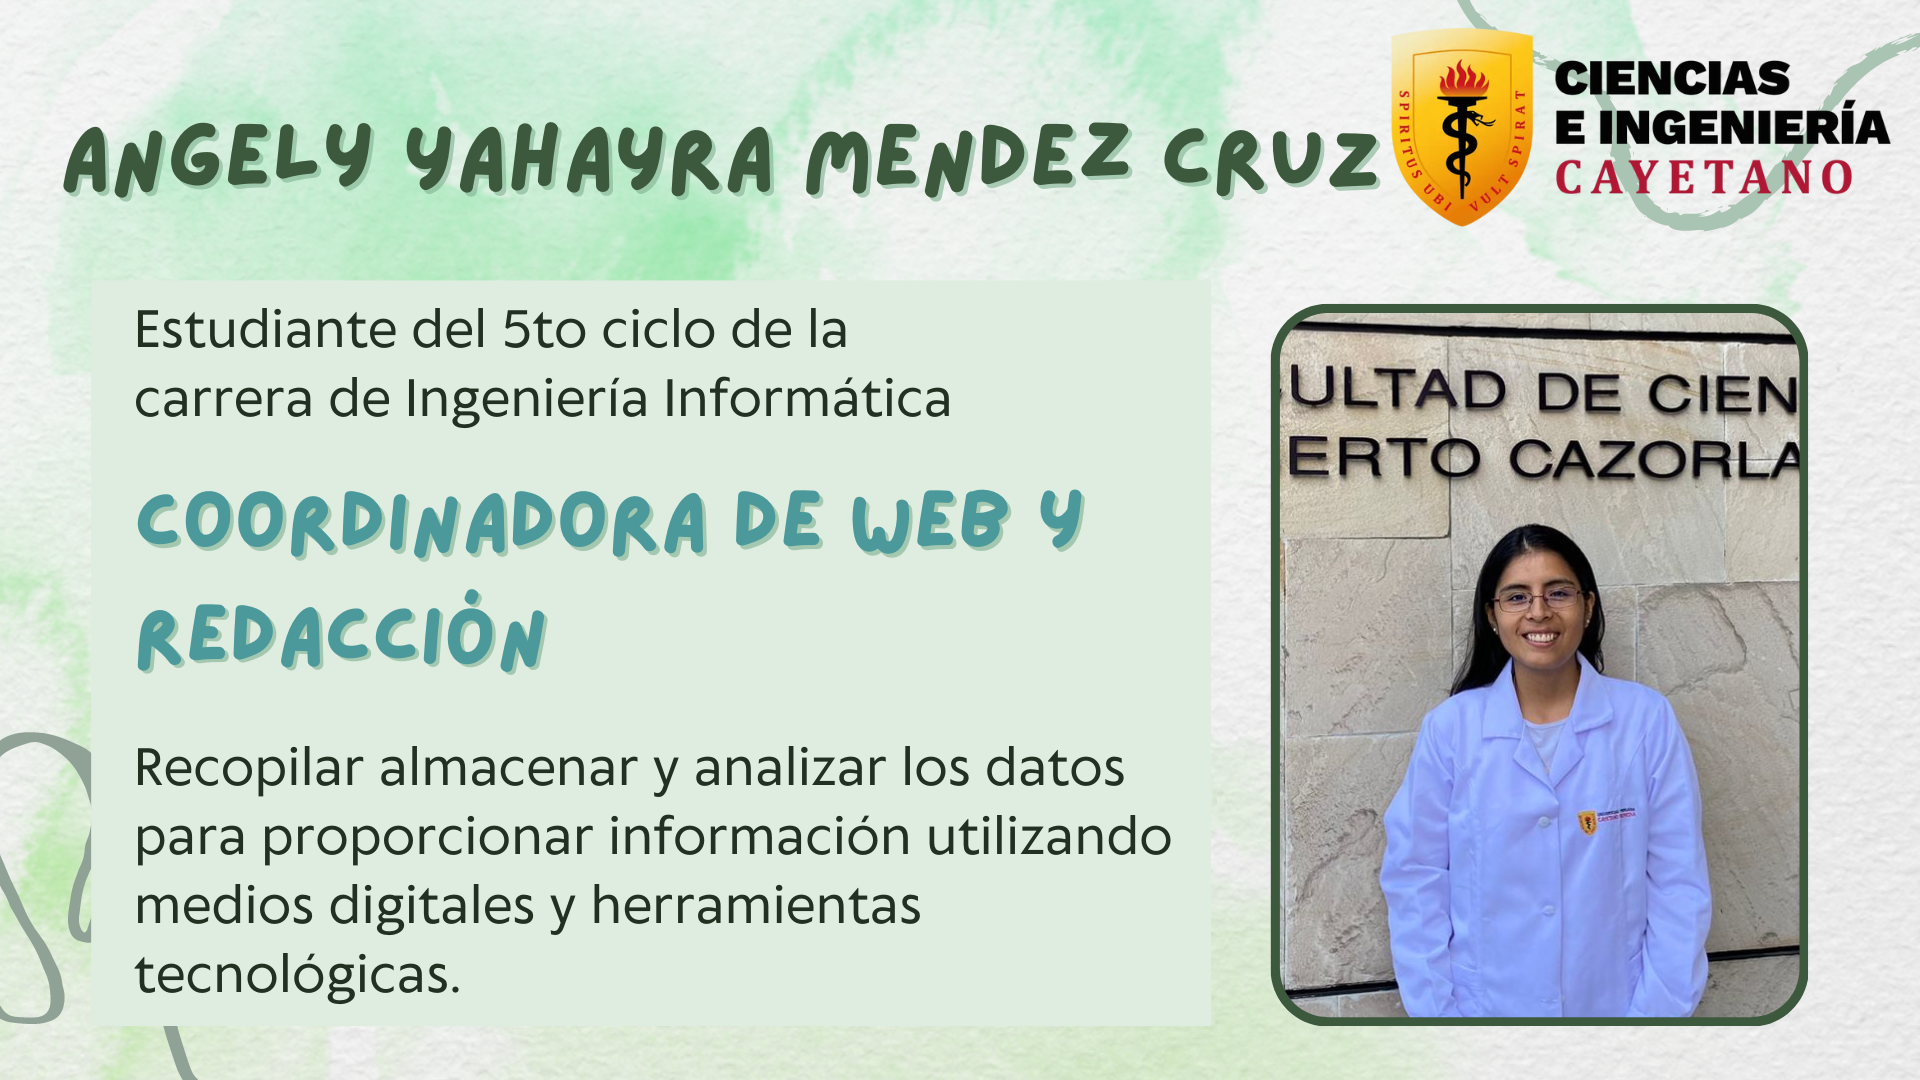 ANGELY YAHAYRA MENDEZ CRUZ
SPIRITUS UBI VULT SPIRAT
CIENCIAS
E INGENIERÍA
CAYETANO
Estudiante del 5to ciclo de la
carrera de Ingeniería Informática
COORDINADORA DE WEB Y
REDACCIÓN
Recopilar almacenar y analizar los datos
para proporcionar información utilizando
medios digitales y herramientas
tecnológicas.
ULTAD DE CIEN
ERTO CAZORLA